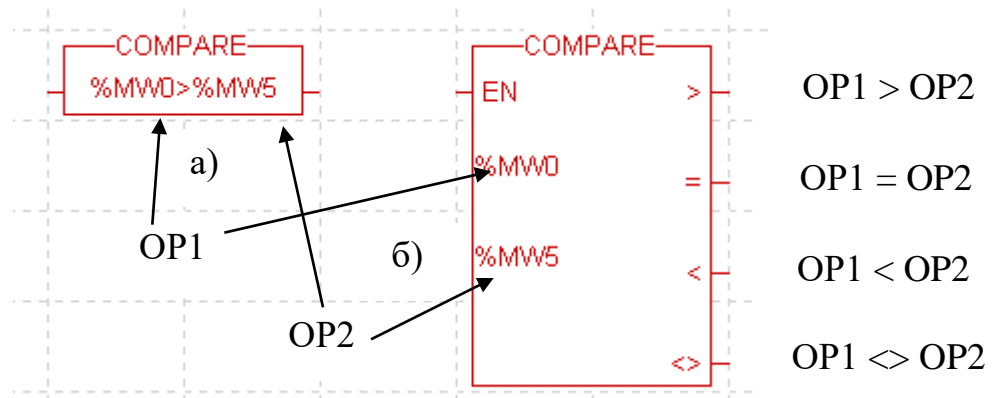 COMPARE
%MW0>%MW5
а)
OP1
OP2
б)
COMPARE
EN
%MW0
%MW5
>
=
<
<>
OP1 > OP2
OP1 = OP2
OP1 < OP2
OP1 <> OP2